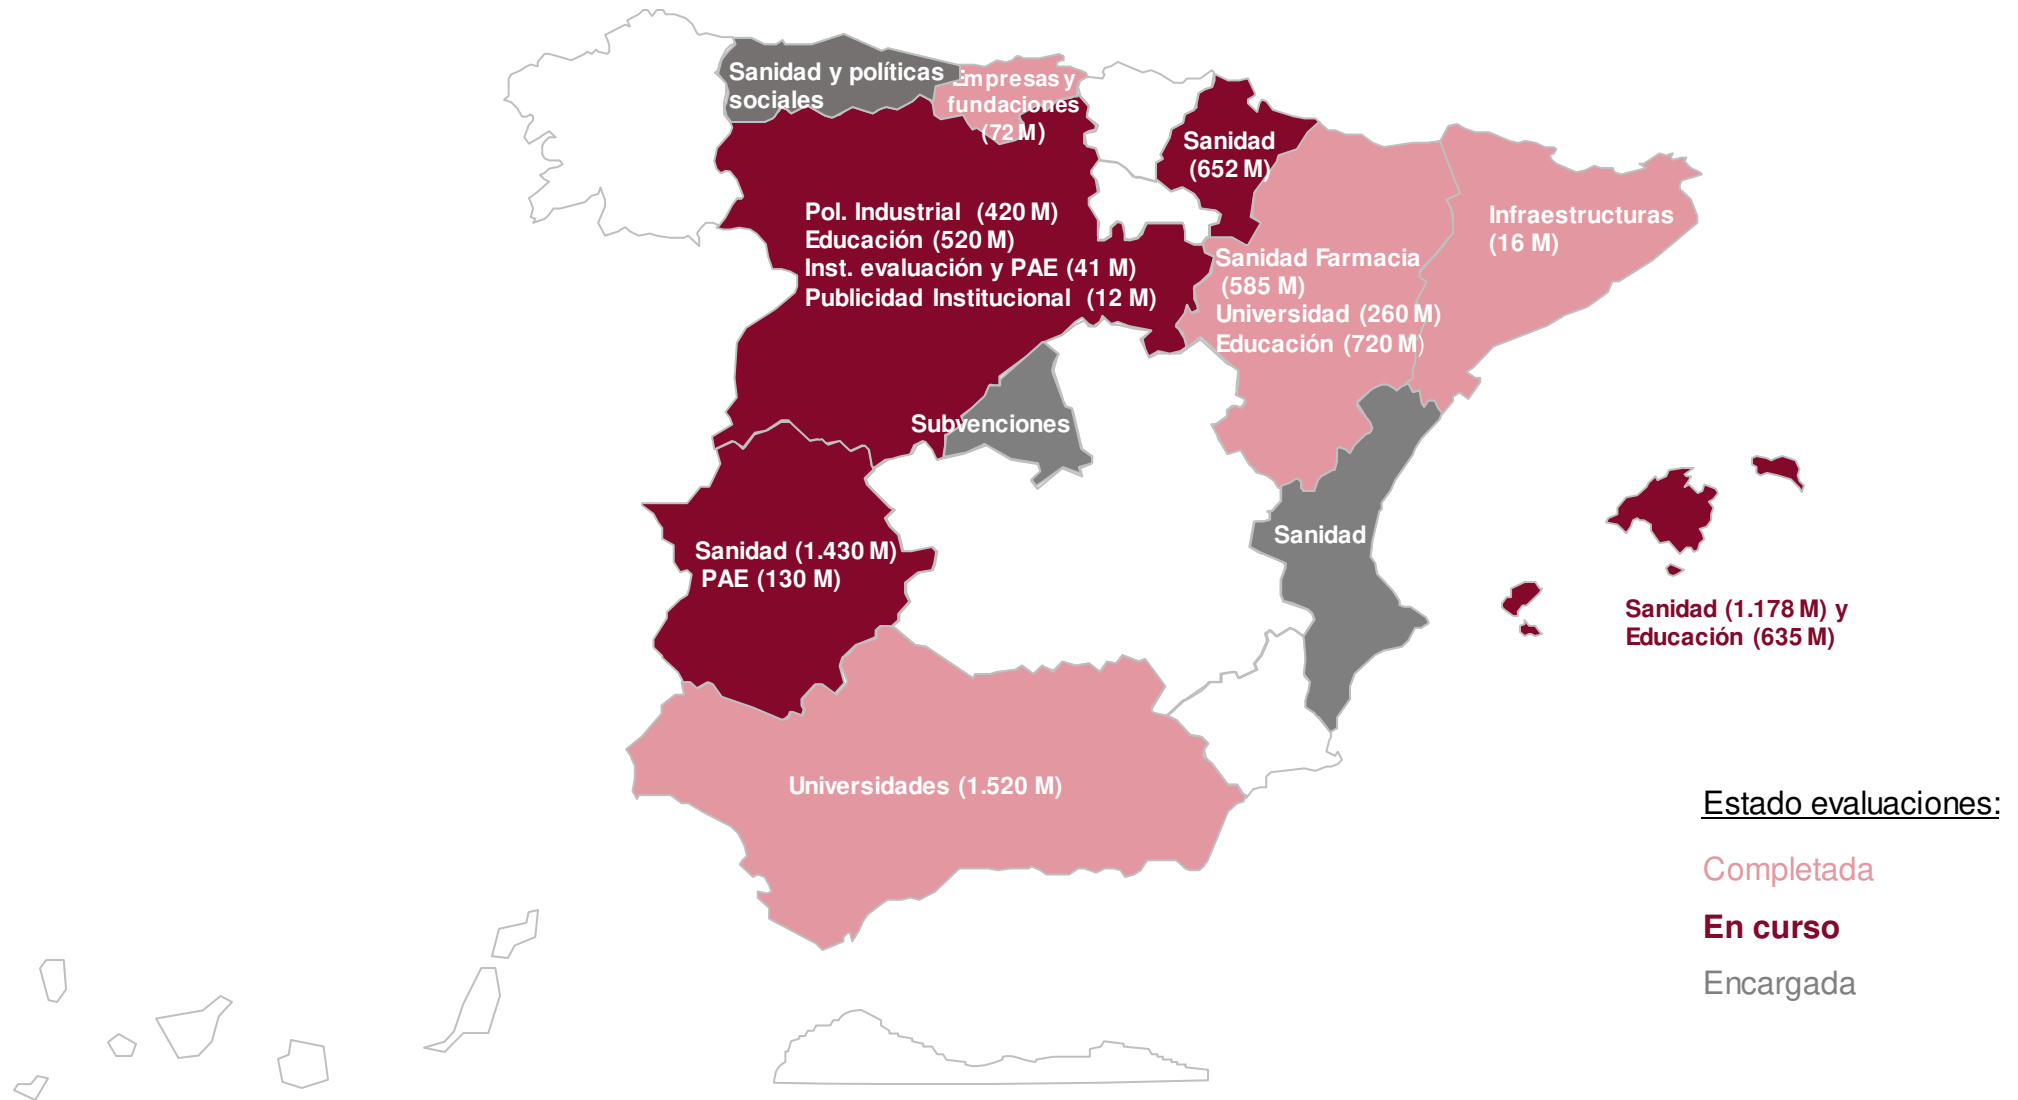 Sanidad y políticas
sociales
Empresas y
fundaciones
(72 M)
Sanidad
(652 M)
Pol. Industrial (420 M)
Educación (520 M)
Inst. evaluación y PAE (41 M)
Publicidad Institucional (12 M)
Infraestructuras
(16 M)
Sanidad Farmacia
(585 M)
Universidad (260 M)
Educación (720 M)
Subvenciones
Sanidad
Sanidad (1.430 M)
PAE (130 M)
Sanidad (1.178 M) y
Educación (635 M)
Universidades (1.520 M)
Estado evaluaciones:
Completada
En curso
Encargada